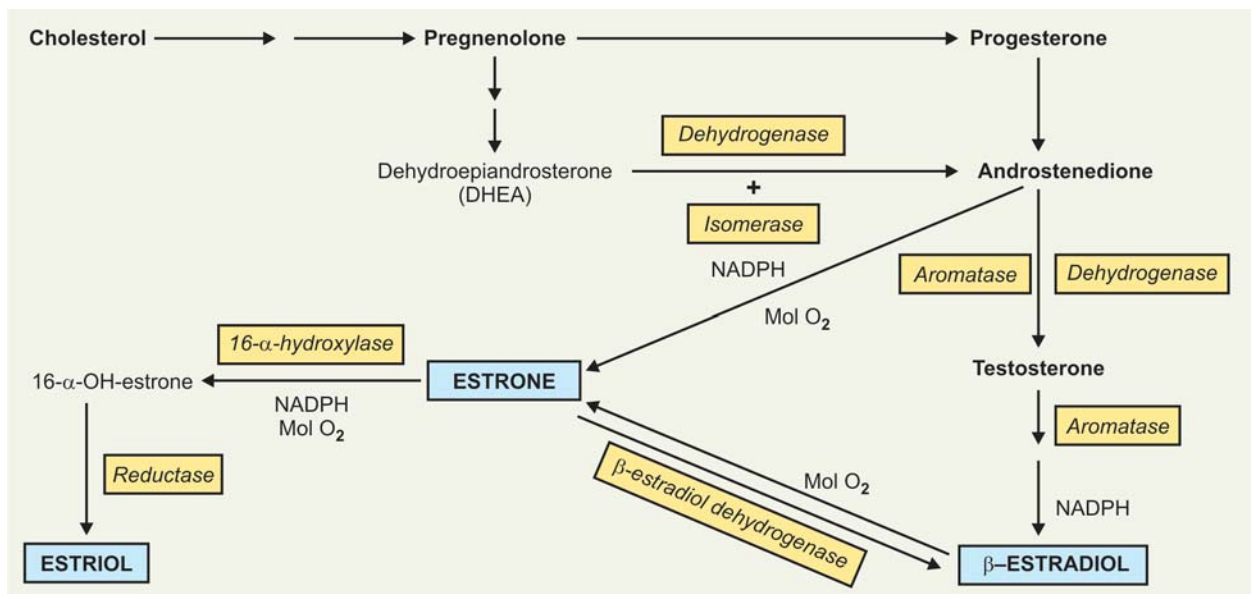 Cholesterol
Pregnenolone
Progesterone
Dehydrogenase
Dehydroepiandrosterone
(DHEA)
+
Androstenedione
Isomerase
NADPH
Aromatase
Dehydrogenase
Mol O₂
16-α-hydroxylase
Testosterone
16-α-OH-estrone
ESTRONE
NADPH
Mol O₂
Aromatase
Reductase
β-estradiol dehydrogenase
Mol O₂
NADPH
ESTRIOL
β–ESTRADIOL